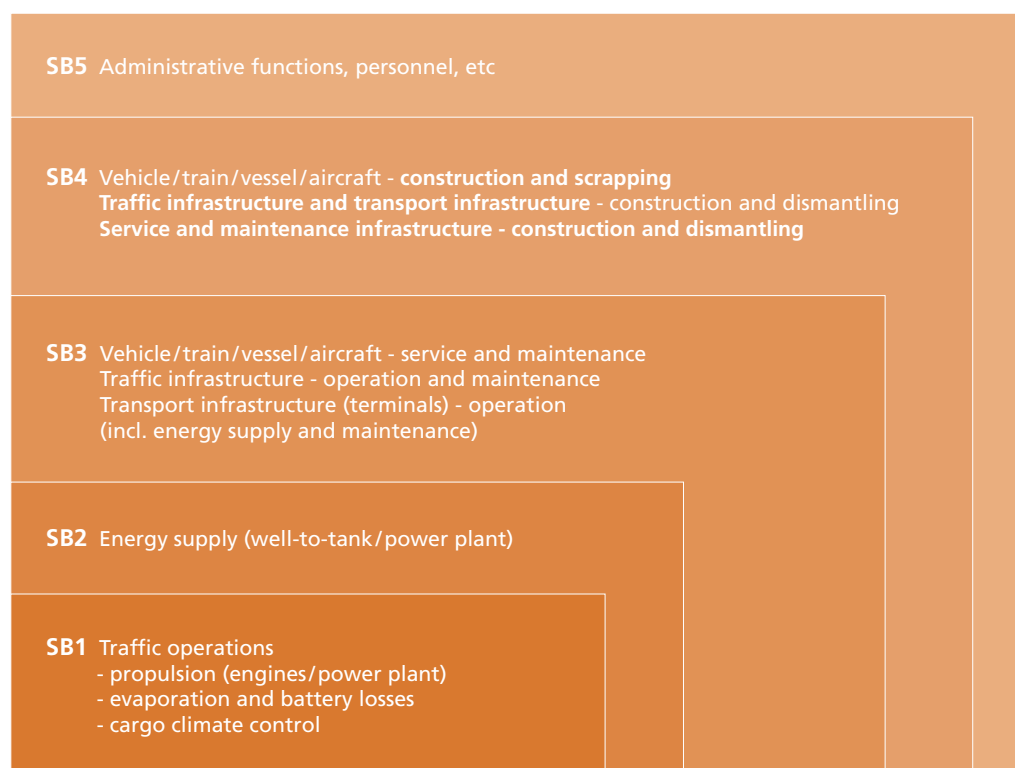 SB5 Administrative functions, personnel, etc
SB4 Vehicle/train/vessel/aircraft - construction and scrapping
Traffic infrastructure and transport infrastructure - construction and dismantling
Service and maintenance infrastructure - construction and dismantling
SB3 Vehicle/train/vessel/aircraft - service and maintenance
Traffic infrastructure - operation and maintenance
Transport infrastructure (terminals) - operation
(incl. energy supply and maintenance)
SB2 Energy supply (well-to-tank/power plant)
SB1 Traffic operations
- propulsion (engines/power plant)
- evaporation and battery losses
- cargo climate control